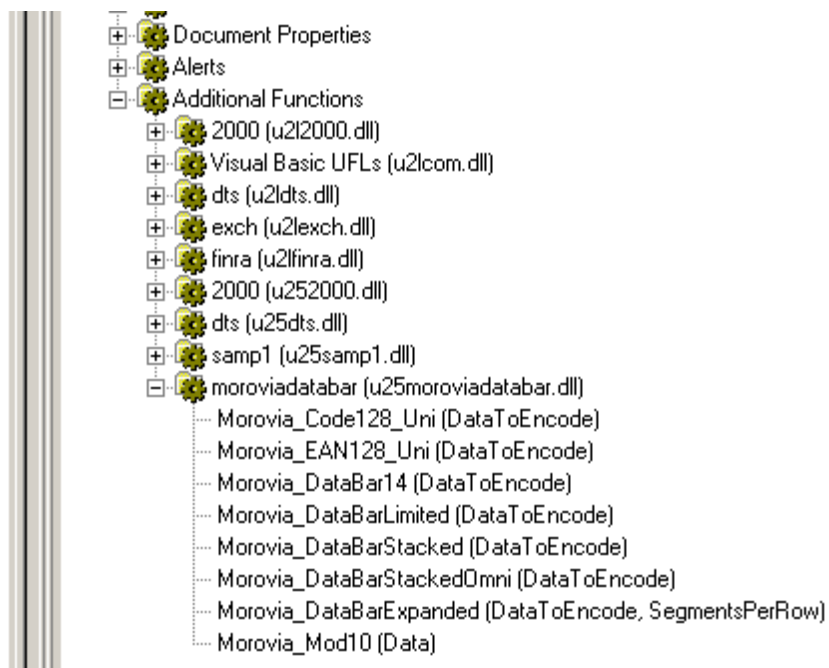 Document Properties
Alerts
Additional Functions
2000 (u2l2000.dll)
Visual Basic UFLs (u2lcom.dll)
dts (u2ldts.dll)
exch (u2lexch.dll)
finra (u2lfinra.dll)
2000 (u252000.dll)
dts (u25dts.dll)
samp1 (u25samp1.dll)
moroviadatabar (u25moroviadatabar.dll)
Morovia_Code128_Uni (DataToEncode)
Morovia_EAN128_Uni (DataToEncode)
Morovia_DataBar14 (DataToEncode)
Morovia_DataBarLimited (DataToEncode)
Morovia_DataBarStacked (DataToEncode)
Morovia_DataBarStackedOmni (DataToEncode)
Morovia_DataBarExpanded (DataToEncode, SegmentsPerRow)
Morovia_Mod10 (Data)